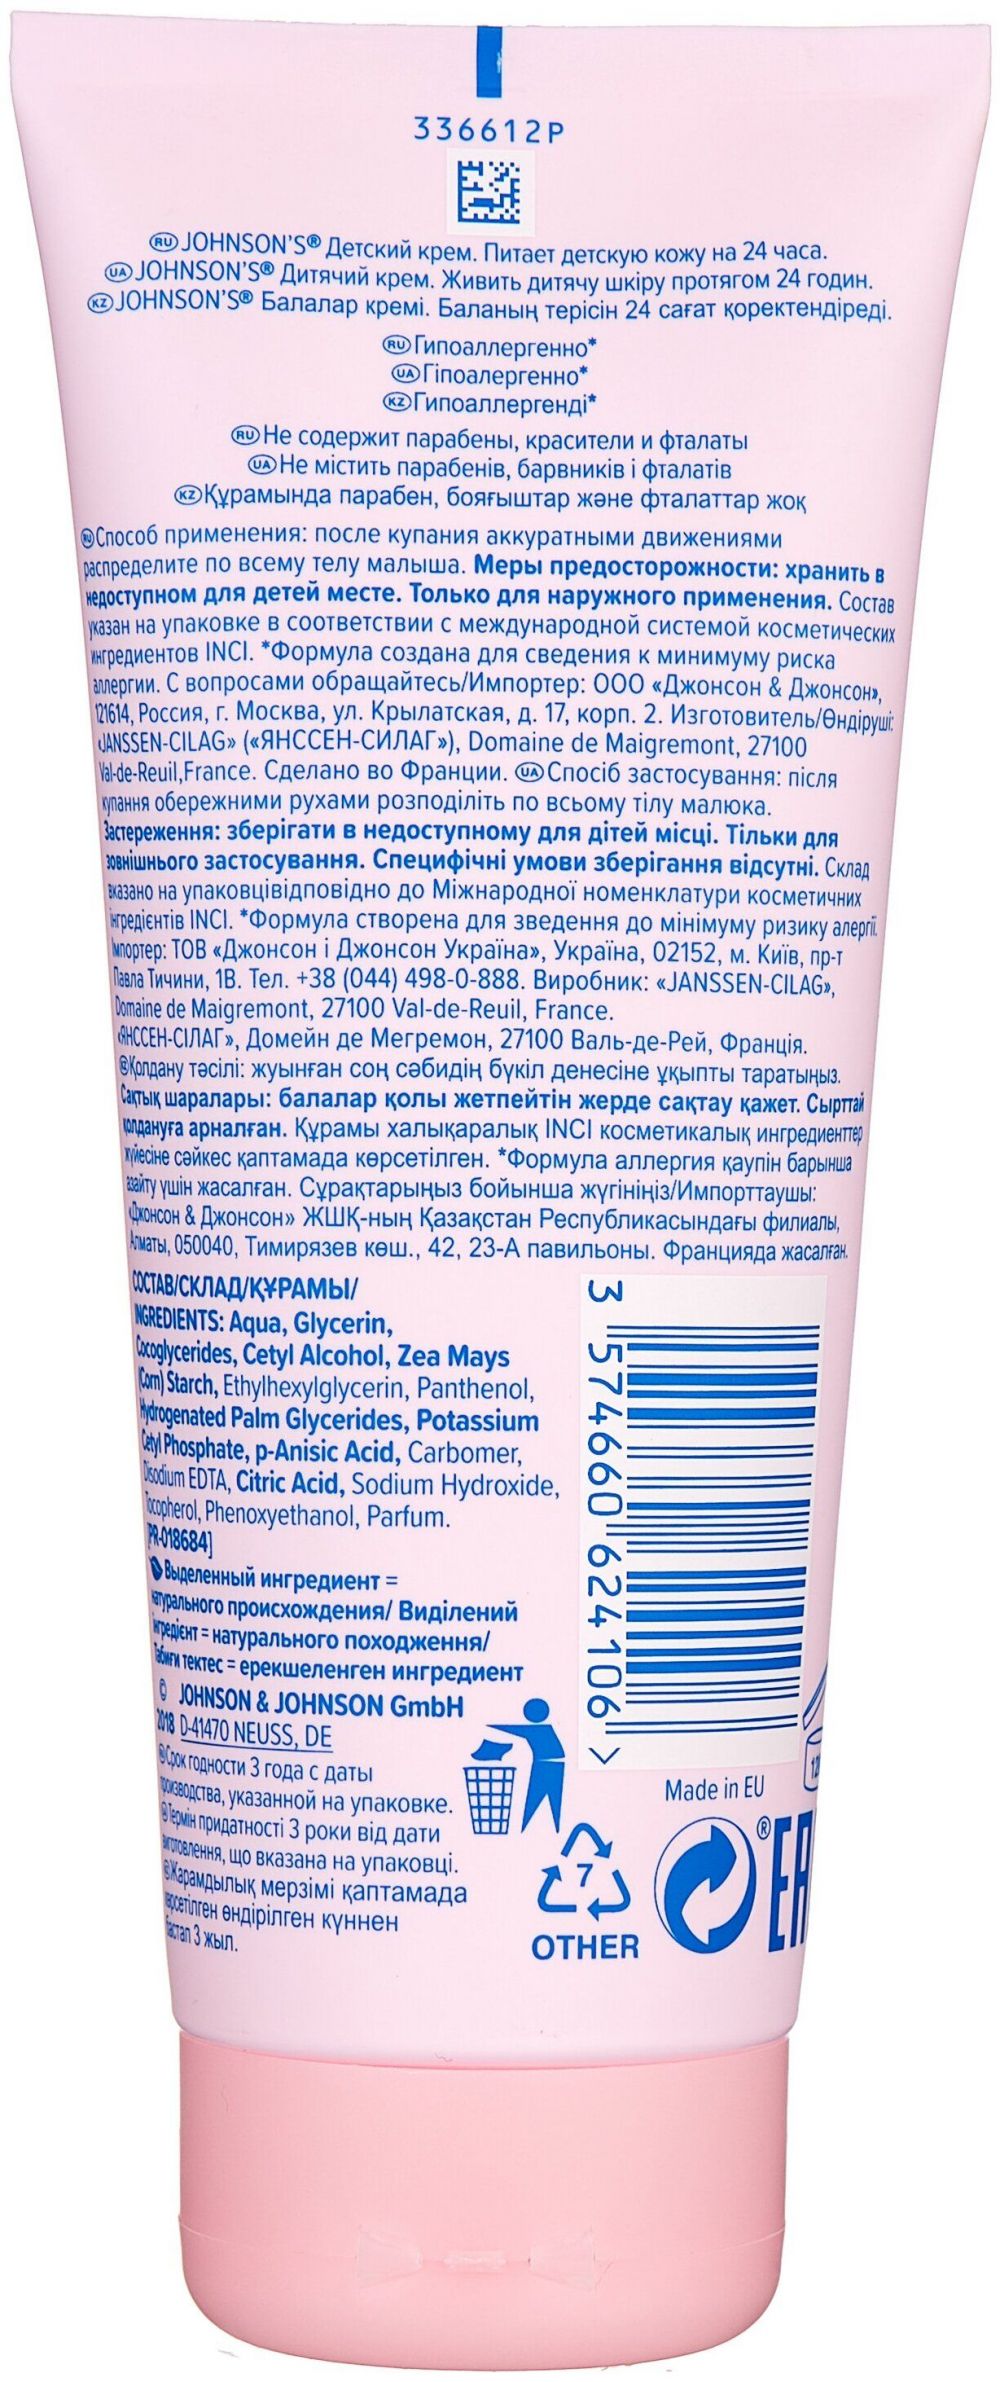 336612P
RU JOHNSON'S® Детский крем. Питает детскую кожу на 24 часа.
UA JOHNSON'S® Дитячий крем. Живить дитячу шкіру протягом 24 годин.
KZ JOHNSON'S® Балалар кремі. Баланың терісін 24 сағат қоректендіреді.
RU Гипоаллергенно*
UA Гіпоалергенно*
KZ Гипоаллергенді*
RU Не содержит парабены, красители и фталаты
UA Не містить парабенів, барвників і фталатів
KZ Құрамында парабен, бояғыштар және фталаттар жоқ
RU Способ применения: после купания аккуратными движениями
распределите по всему телу малыша. Меры предосторожности: хранить в
недоступном для детей месте. Только для наружного применения. Состав
указан на упаковке в соответствии с международной системой косметических
ингредиентов INCI. *Формула создана для сведения к минимуму риска
аллергии. С вопросами обращайтесь/Импортер: ООО «Джонсон & Джонсон»,
121614, Россия, г. Москва, ул. Крылатская, д. 17, корп. 2. Изготовитель/Өндіруші:
«JANSSEN-CILAG» («ЯНССЕН-СИЛАГ»), Domaine de Maigremont, 27100
Val-de-Reuil,France. Сделано во Франции. UA Спосіб застосування: після
купання обережними рухами розподіліть по всьому тілу малюка.
Застереження: зберігати в недоступному для дітей місці. Тільки для
зовнішнього застосування. Специфічні умови зберігання відсутні. Склад
вказано на упаковцівідповідно до Міжнародної номенклатури косметичних
інгредієнтів INCI. *Формула створена для зведення до мінімуму ризику алергії.
Імпортер: ТОВ «Джонсон і Джонсон Україна», Україна, 02152, м. Київ, пр-т
Павла Тичини, 1В. Тел. +38 (044) 498-0-888. Виробник: «JANSSEN-CILAG»,
Domaine de Maigremont, 27100 Val-de-Reuil, France.
«ЯНССЕН-СІЛАГ», Домейн де Мегремон, 27100 Валь-де-Рей, Франція.
Қолдану тәсілі: жуынған соң сәбидің бүкіл денесіне ұқыпты таратыңыз.
Сақтық шаралары: балалар қолы жетпейтін жерде сақтау қажет. Сырттай
қолдануға арналған. Құрамы халықаралық INCI косметикалық ингредиенттер
жүйесіне сәйкес қаптамада көрсетілген. *Формула аллергия қаупін барынша
азайту үшін жасалған. Сұрақтарыңыз бойынша жүгініңіз/Импорттаушы:
«Джонсон & Джонсон» ЖШҚ-ның Қазақстан Республикасындағы филиалы,
Алматы, 050040, Тимирязев көш., 42, 23-А павильоны. Францияда жасалған.
СОСТАВ/СКЛАД/ҚҰРАМЫ/
INGREDIENTS: Aqua, Glycerin,
Cocoglycerides, Cetyl Alcohol, Zea Mays
(Corn) Starch, Ethylhexylglycerin, Panthenol,
Hydrogenated Palm Glycerides, Potassium
Cetyl Phosphate, p-Anisic Acid, Carbomer,
Disodium EDTA, Citric Acid, Sodium Hydroxide,
Tocopherol, Phenoxyethanol, Parfum.
[PR-018684]
Выделенный ингредиент =
натурального происхождения/ Виділений
інгредієнт = натурального походження/
Табиғи тектес = ерекшеленген ингредиент
© JOHNSON & JOHNSON GmbH
2018 D-41470 NEUSS, DE
Срок годности 3 года с даты
производства, указанной на упаковке.
Термін придатності 3 роки від дати
виготовлення, що вказана на упаковці.
Жарамдылық мерзімі қаптамада
көрсетілген өндірілген күннен
бастап 3 жыл.
3 574660 624106 >
Made in EU
7
OTHER
®